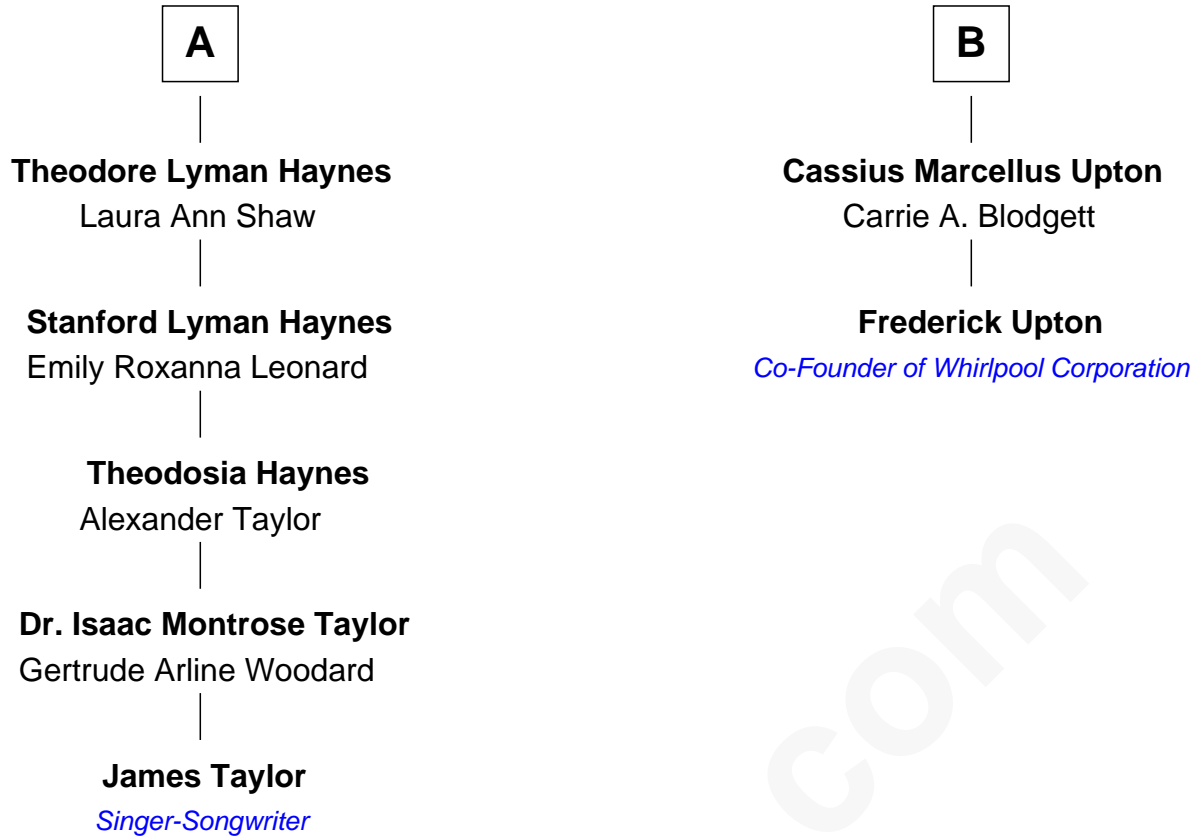 A
Theodore Lyman Haynes
Laura Ann Shaw
Stanford Lyman Haynes
Emily Roxanna Leonard
Theodosia Haynes
Alexander Taylor
Dr. Isaac Montrose Taylor
Gertrude Arline Woodard
James Taylor
Singer-Songwriter
B
Cassius Marcellus Upton
Carrie A. Blodgett
Frederick Upton
Co-Founder of Whirlpool Corporation
com